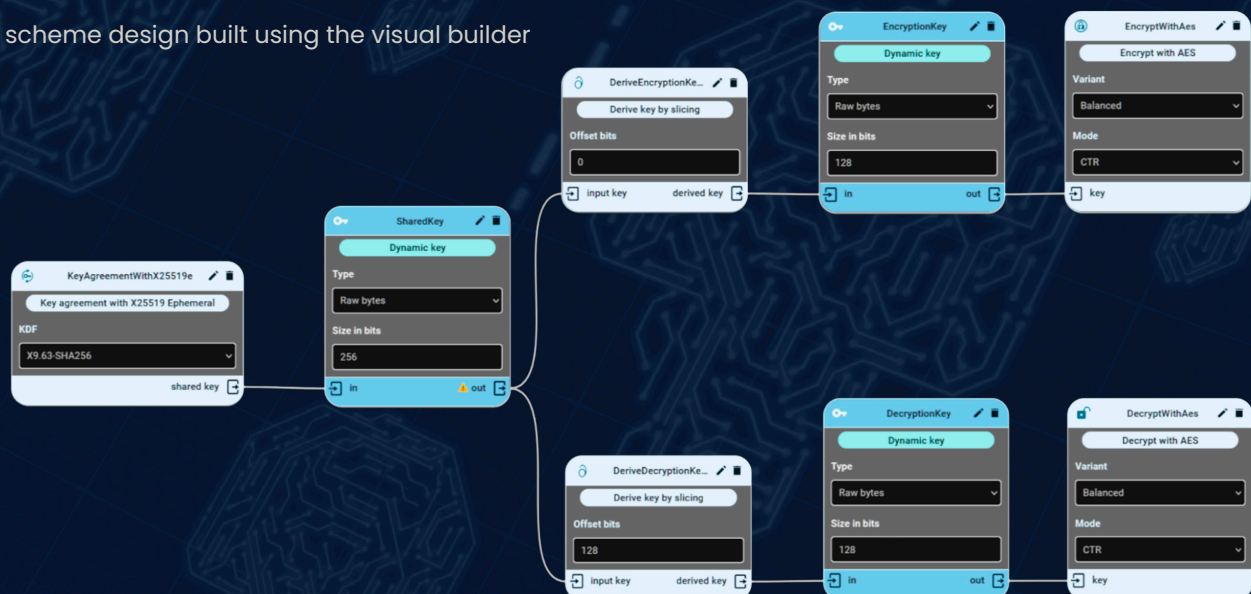 scheme design built using the visual builder
KeyAgreementWithX25519e
Key agreement with X25519 Ephemeral
KDF
X9.63-SHA256
shared key
SharedKey
Dynamic key
Type
Raw bytes
Size in bits
256
in
out
DeriveEncryptionKe...
Derive key by slicing
Offset bits
0
input key
derived key
EncryptionKey
Dynamic key
Type
Raw bytes
Size in bits
128
in
out
EncryptWithAes
Encrypt with AES
Variant
Balanced
Mode
CTR
key
DeriveDecryptionKe...
Derive key by slicing
Offset bits
128
input key
derived key
DecryptionKey
Dynamic key
Type
Raw bytes
Size in bits
128
in
out
DecryptWithAes
Decrypt with AES
Variant
Balanced
Mode
CTR
key